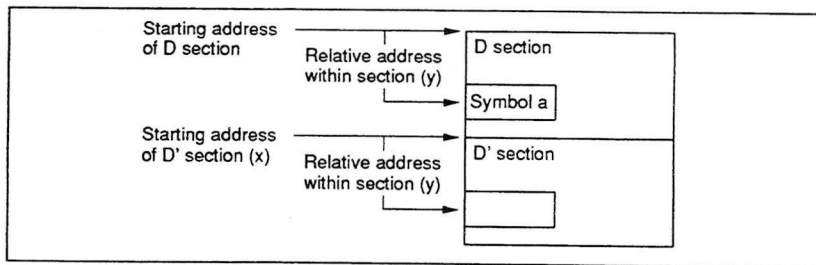 Starting address
of D section
Relative address
within section (y)
D section
Symbol a
Starting address
of D' section (x)
Relative address
within section (y)
D' section